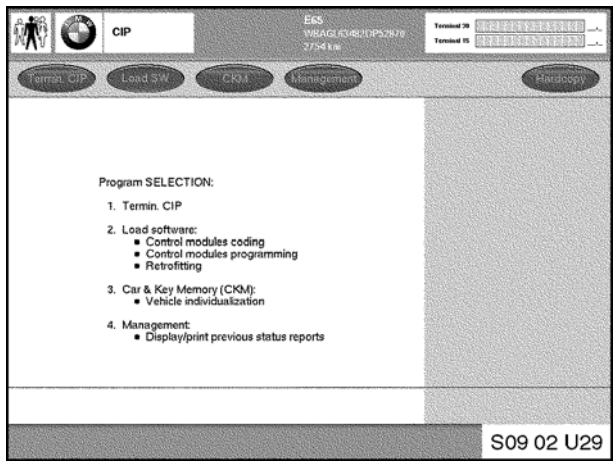 CIP
E65
2754 km
Terminal 30
Terminal 15
Termin. CIP
Load SW
CKM
Management
Hardcopy
Program SELECTION:
1. Termin. CIP
2. Load software:
▪ Control modules coding
▪ Control modules programming
▪ Retrofitting
3. Car & Key Memory (CKM):
▪ Vehicle individualization
4. Management:
▪ Display/print previous status reports
S09 02 U29